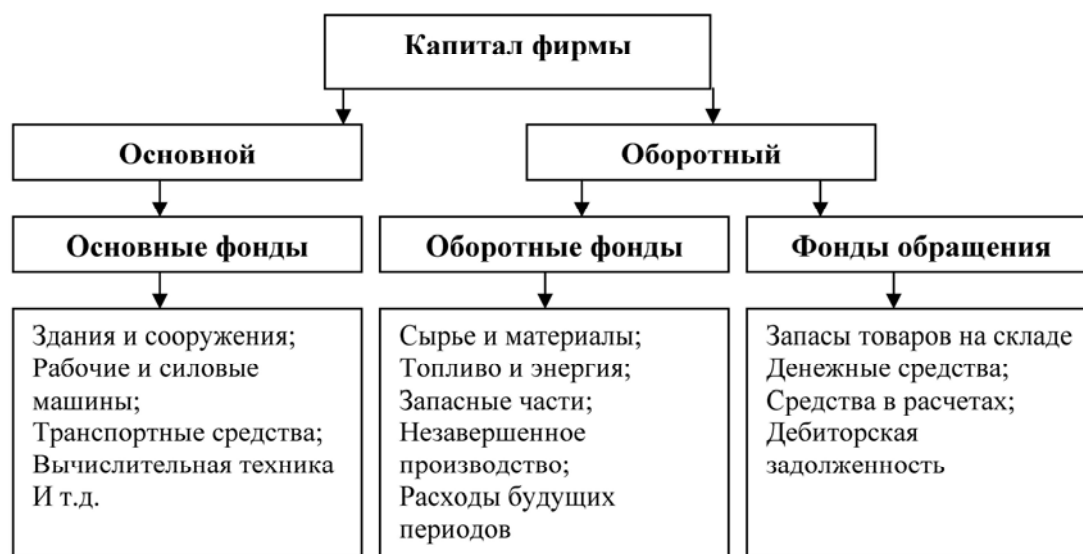 Капитал фирмы
Основной
Оборотный
Основные фонды
Оборотные фонды
Фонды обращения
Здания и сооружения;
Рабочие и силовые
машины;
Транспортные средства;
Вычислительная техника
И т.д.
Сырье и материалы;
Топливо и энергия;
Запасные части;
Незавершенное
производство;
Расходы будущих
периодов
Запасы товаров на складе
Денежные средства;
Средства в расчетах;
Дебиторская
задолженность